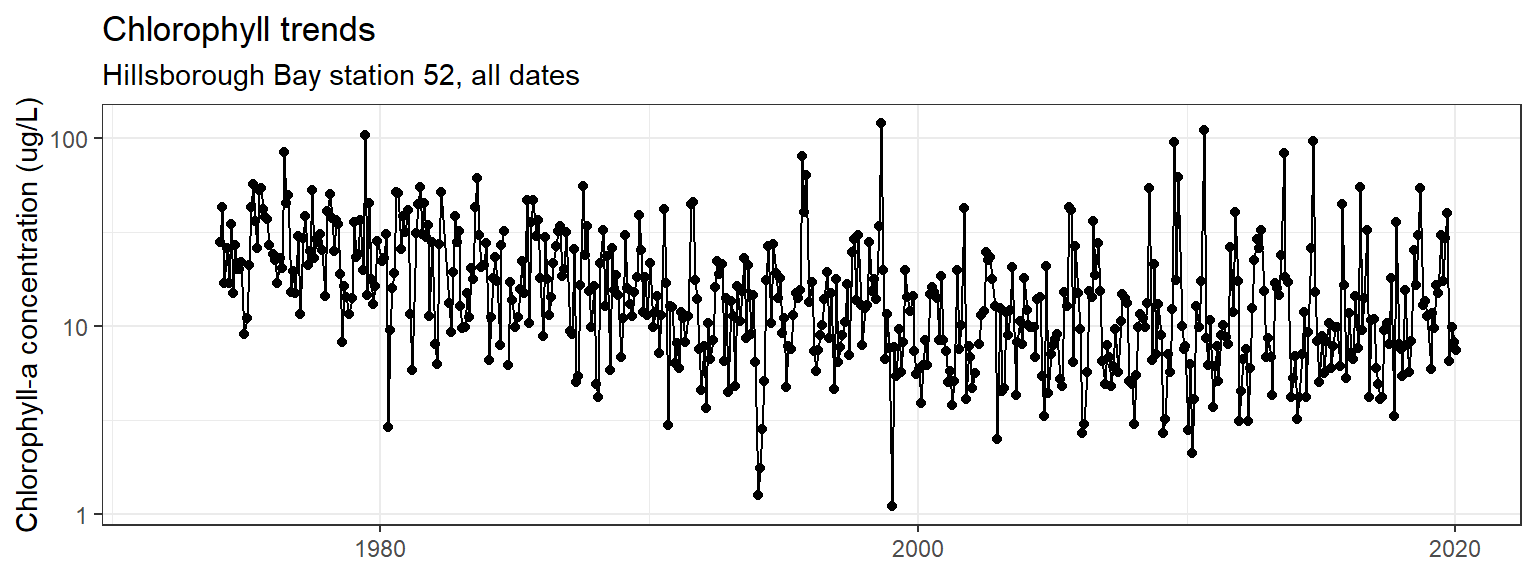 Chlorophyll trends
Hillsborough Bay station 52, all dates
Chlorophyll-a concentration (ug/L)
100
10
1
1980
2000
2020